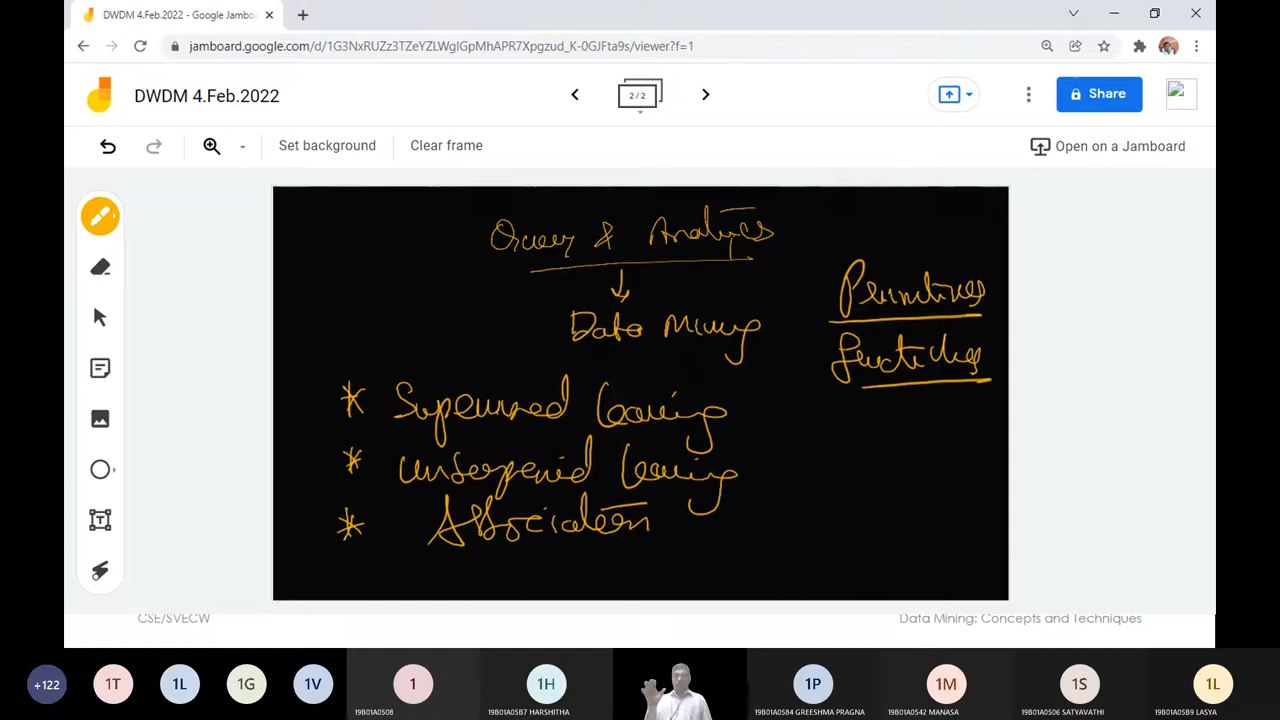 DWDM 4.Feb.2022 - Google Jambo
jamboard.google.com/d/1G3NxRUZz3TZeYZLWgIGpMhAPR7Xpgzud_K-0GJFta9s/viewer?f=1
DWDM 4.Feb.2022
2/2
Share
Set background
Clear frame
Open on a Jamboard
Query & Analytics
Data Mining
Primitives
* Supervised learning
* Unsupervised learning
* Association
CSE/SVECW
Data Mining: Concepts and Techniques
+122
1T
1L
1G
1V
1
1H
1P
1M
1S
1L
19B01A0508
19B01A05B7 HARSHITHA
19B01A0584 GREESHMA PRAGNA
19B01A0542 MANASA
19B01A0506 SATYAVATHI
19B01A05B9 LASYA